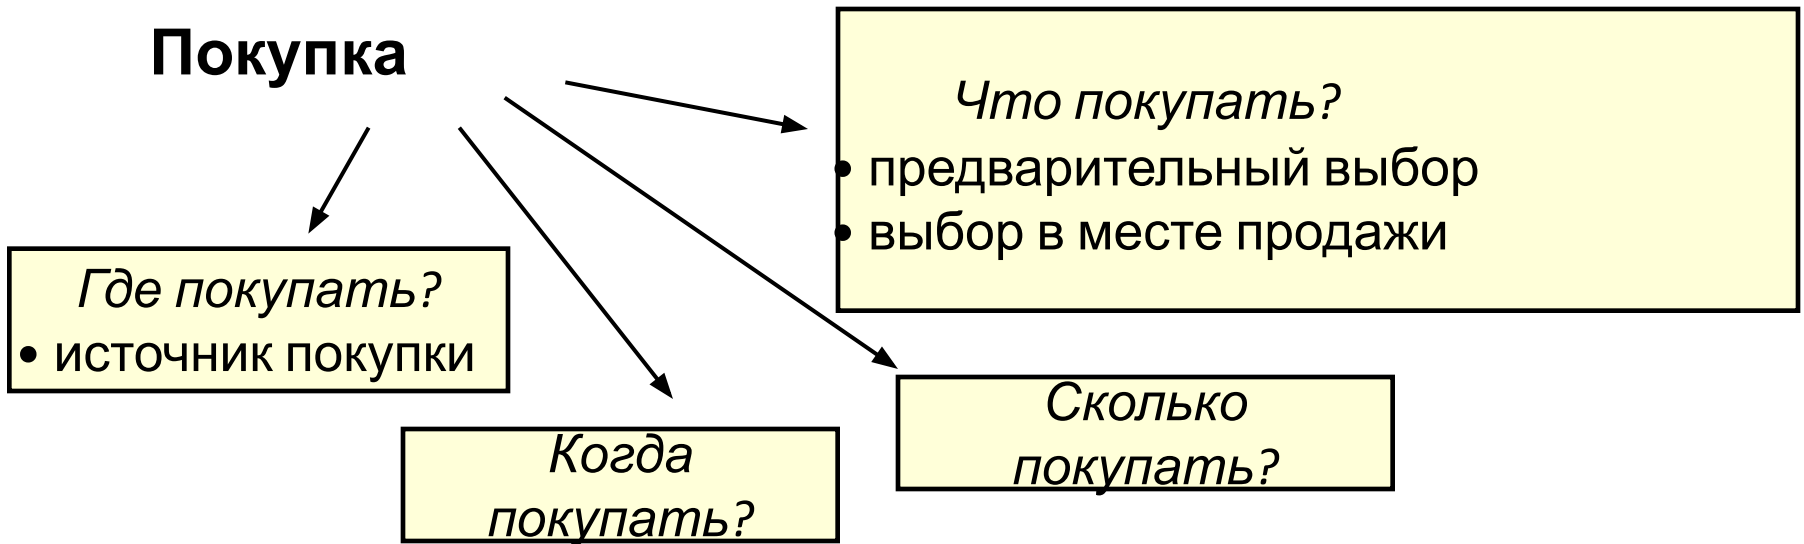 Покупка
Что покупать?
• предварительный выбор
• выбор в месте продажи
Где покупать?
• источник покупки
Сколько
покупать?
Когда
покупать?